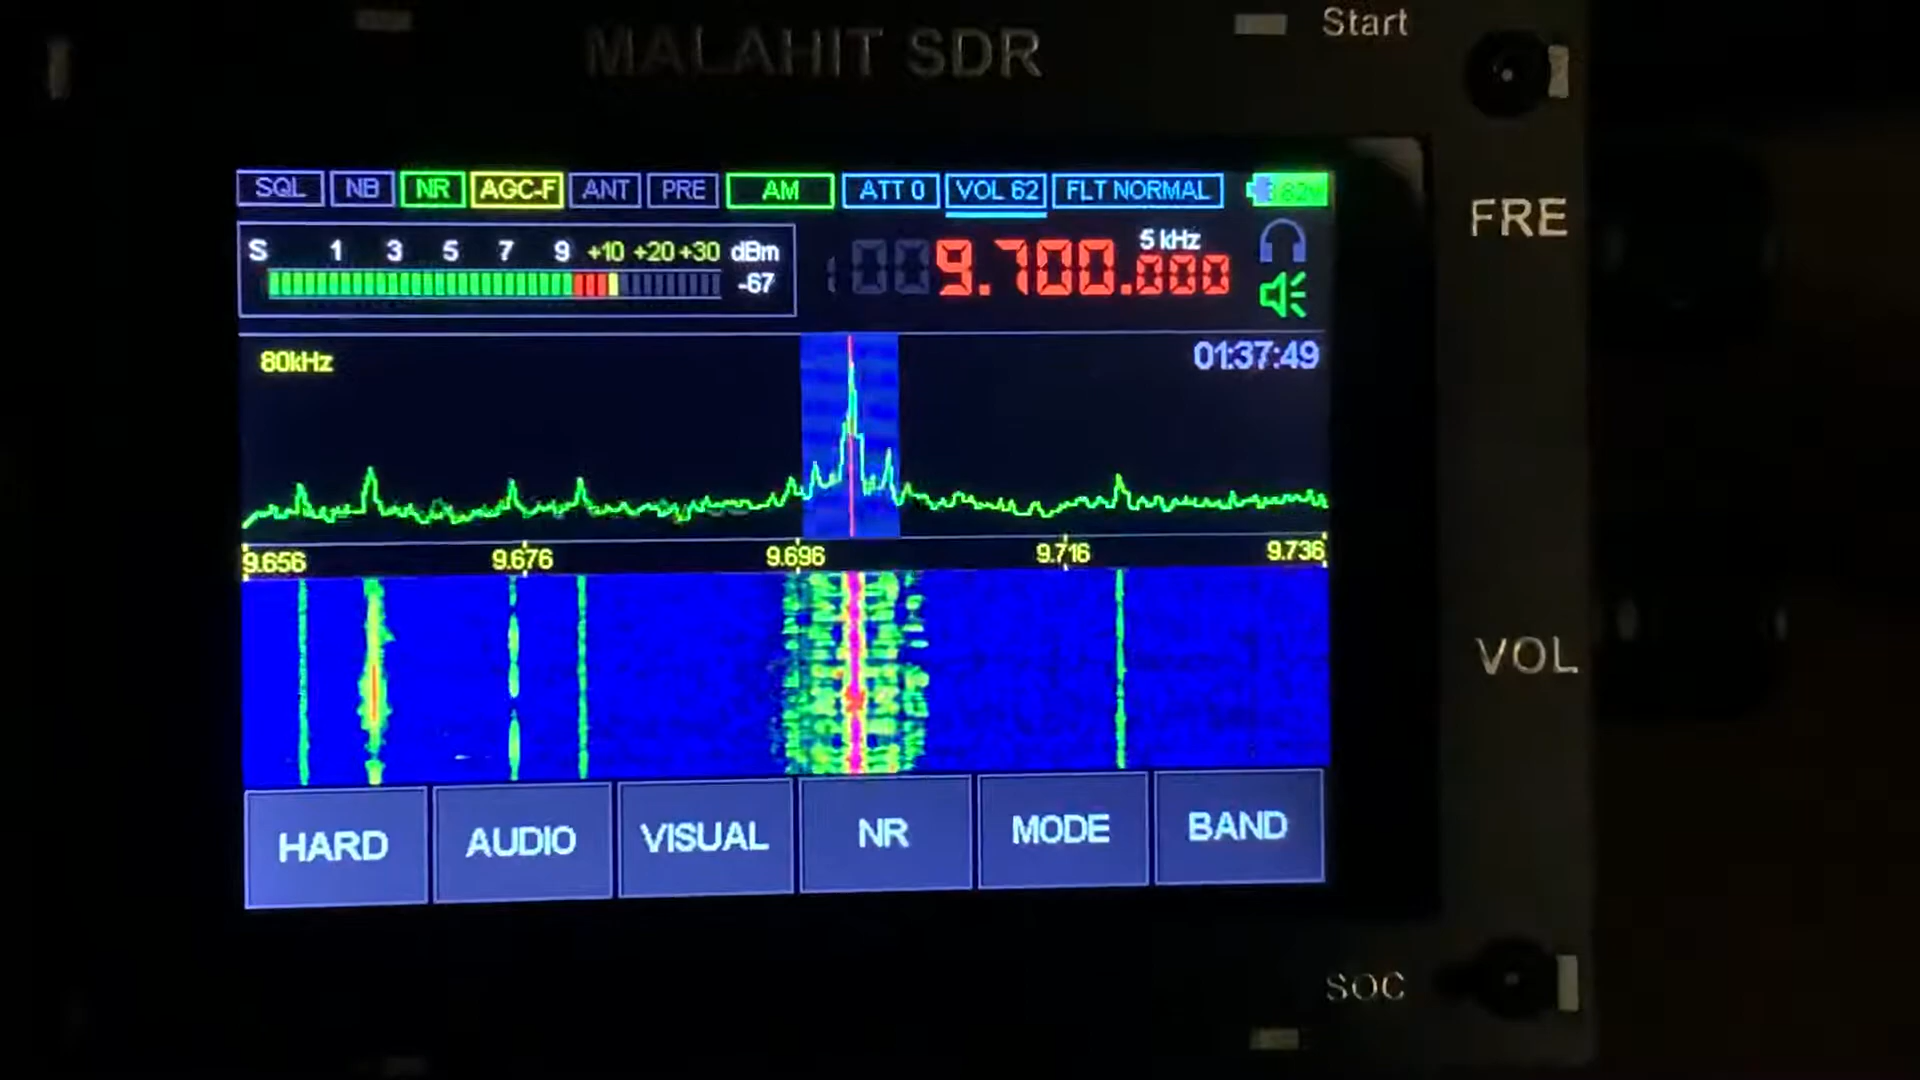 MALAHIT SDR
Start
SQL NB NR AGC-F ANT PRE AM ATT 0 VOL 62 FLT NORMAL
FRE
S 1 3 5 7 9 +10 +20 +30 dBm
-67
5 kHz
9.700.000
80kHz
01:37:49
9.656 9.676 9.696 9.716 9.736
VOL
HARD AUDIO VISUAL NR MODE BAND
SOC